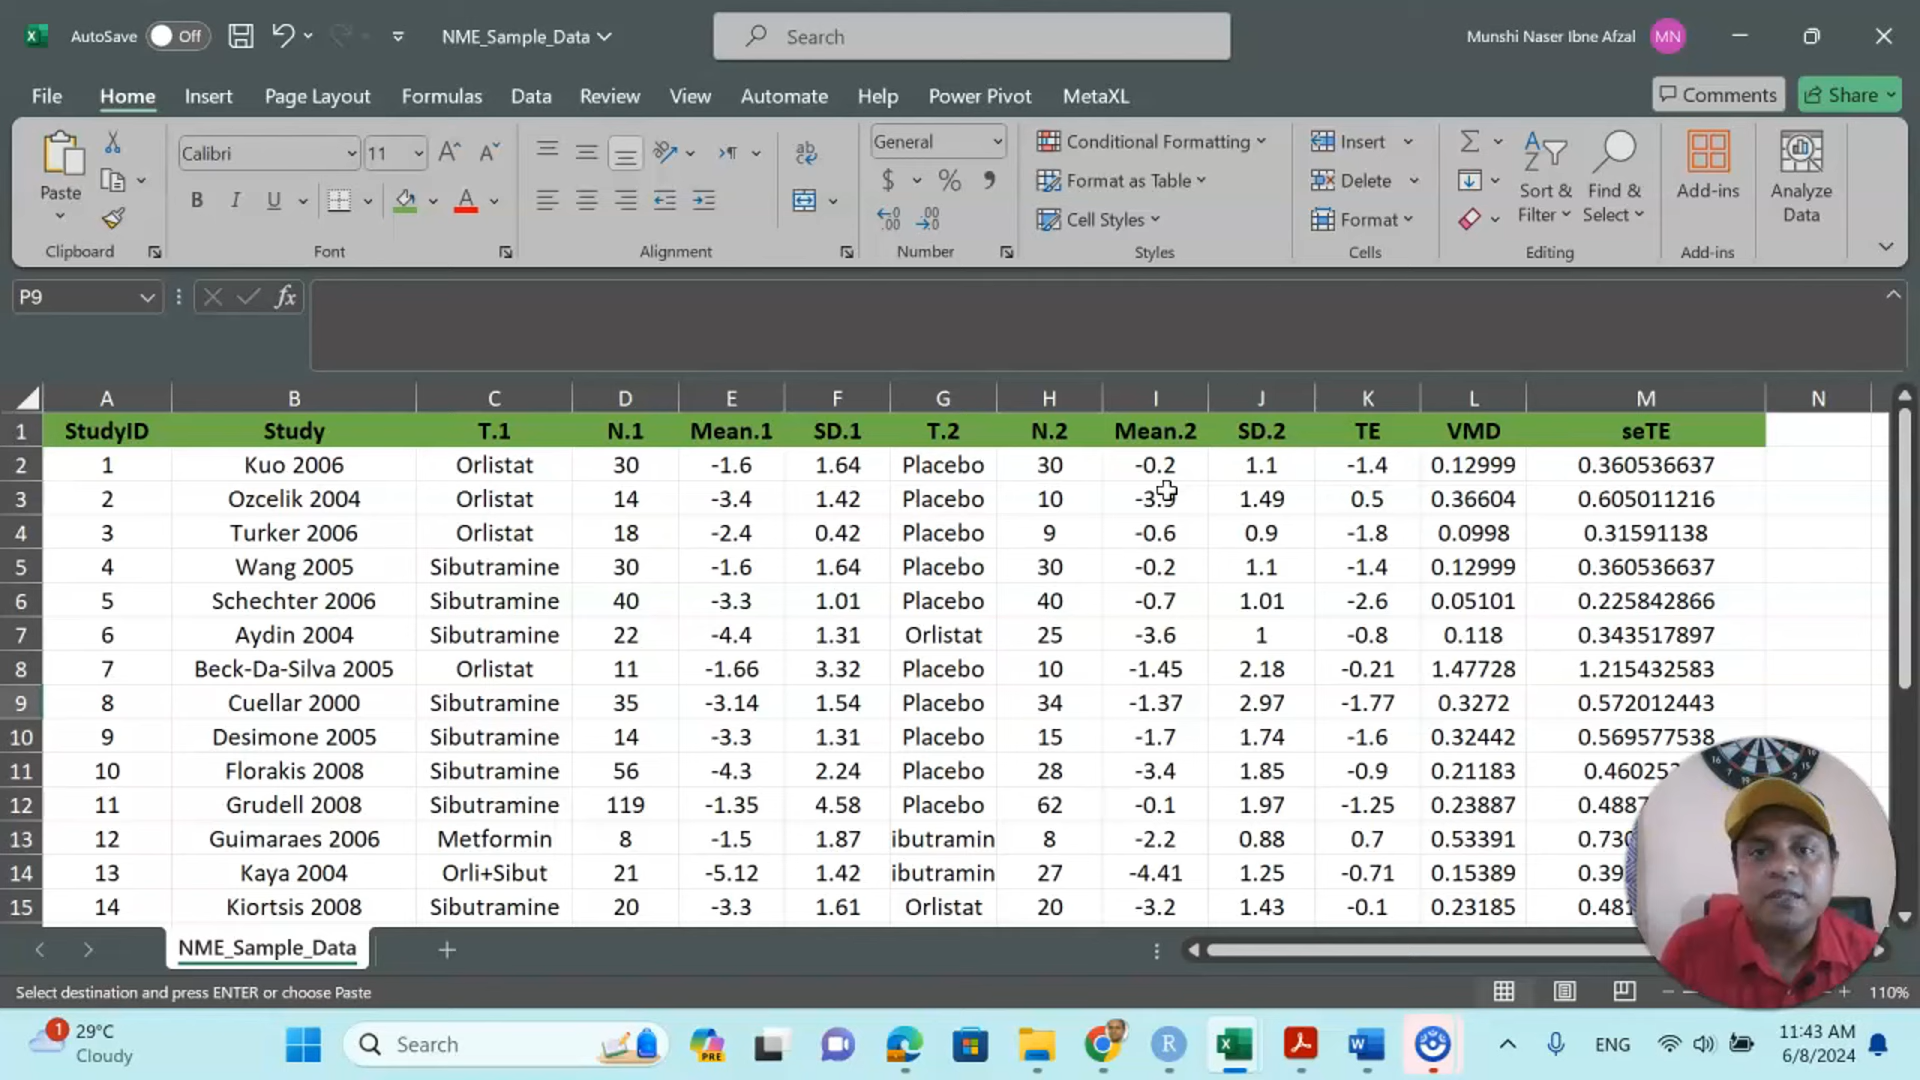 AutoSave Off NME_Sample_Data Search Munshi Naser Ibne Afzal MN
File Home Insert Page Layout Formulas Data Review View Automate Help Power Pivot MetaXL Comments Share
Paste Calibri 11 General Conditional Formatting Insert Sort & Find & Add-ins Analyze
B I U $ % Format as Table Delete Filter Select Data
Cell Styles Format
Clipboard Font Alignment Number Styles Cells Editing Add-ins
P9 fx
A B C D E F G H I J K L M N
1 StudyID Study T.1 N.1 Mean.1 SD.1 T.2 N.2 Mean.2 SD.2 TE VMD seTE
2 1 Kuo 2006 Orlistat 30 -1.6 1.64 Placebo 30 -0.2 1.1 -1.4 0.12999 0.360536637
3 2 Ozcelik 2004 Orlistat 14 -3.4 1.42 Placebo 10 -3.9 1.49 0.5 0.36604 0.605011216
4 3 Turker 2006 Orlistat 18 -2.4 0.42 Placebo 9 -0.6 0.9 -1.8 0.0998 0.31591138
5 4 Wang 2005 Sibutramine 30 -1.6 1.64 Placebo 30 -0.2 1.1 -1.4 0.12999 0.360536637
6 5 Schechter 2006 Sibutramine 40 -3.3 1.01 Placebo 40 -0.7 1.01 -2.6 0.05101 0.225842866
7 6 Aydin 2004 Sibutramine 22 -4.4 1.31 Orlistat 25 -3.6 1 -0.8 0.118 0.343517897
8 7 Beck-Da-Silva 2005 Orlistat 11 -1.66 3.32 Placebo 10 -1.45 2.18 -0.21 1.47728 1.215432583
9 8 Cuellar 2000 Sibutramine 35 -3.14 1.54 Placebo 34 -1.37 2.97 -1.77 0.3272 0.572012443
10 9 Desimone 2005 Sibutramine 14 -3.3 1.31 Placebo 15 -1.7 1.74 -1.6 0.32442 0.569577538
11 10 Florakis 2008 Sibutramine 56 -4.3 2.24 Placebo 28 -3.4 1.85 -0.9 0.21183 0.46025
12 11 Grudell 2008 Sibutramine 119 -1.35 4.58 Placebo 62 -0.1 1.97 -1.25 0.23887 0.4887
13 12 Guimaraes 2006 Metformin 8 -1.5 1.87 ibutramin 8 -2.2 0.88 0.7 0.53391 0.730
14 13 Kaya 2004 Orli+Sibut 21 -5.12 1.42 ibutramin 27 -4.41 1.25 -0.71 0.15389 0.39
15 14 Kiortsis 2008 Sibutramine 20 -3.3 1.61 Orlistat 20 -3.2 1.43 -0.1 0.23185 0.481
NME_Sample_Data
Select destination and press ENTER or choose Paste 110%
1 29°C Search PRE ENG 11:43 AM
Cloudy 6/8/2024